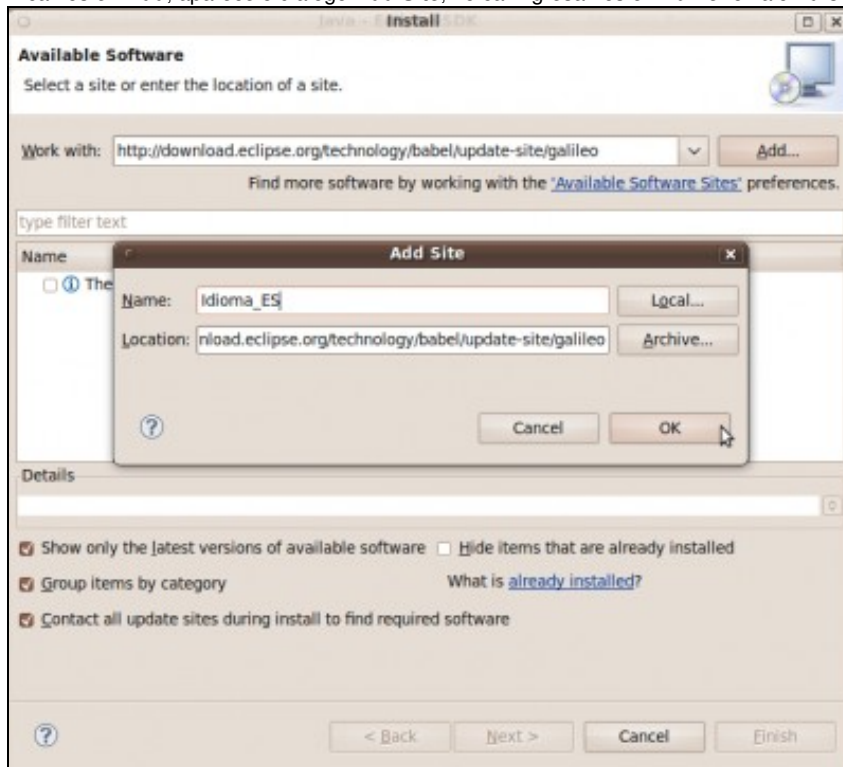 Install
Available Software
Select a site or enter the location of a site.
Work with: http://download.eclipse.org/technology/babel/update-site/galileo Add...
Find more software by working with the 'Available Software Sites' preferences.
type filter text
Name
The
Add Site
Name: Idioma_ES Local...
Location: nload.eclipse.org/technology/babel/update-site/galileo Archive...
Cancel OK
Details
Show only the latest versions of available software Hide items that are already installed
Group items by category What is already installed?
Contact all update sites during install to find required software
< Back Next > Cancel Finish